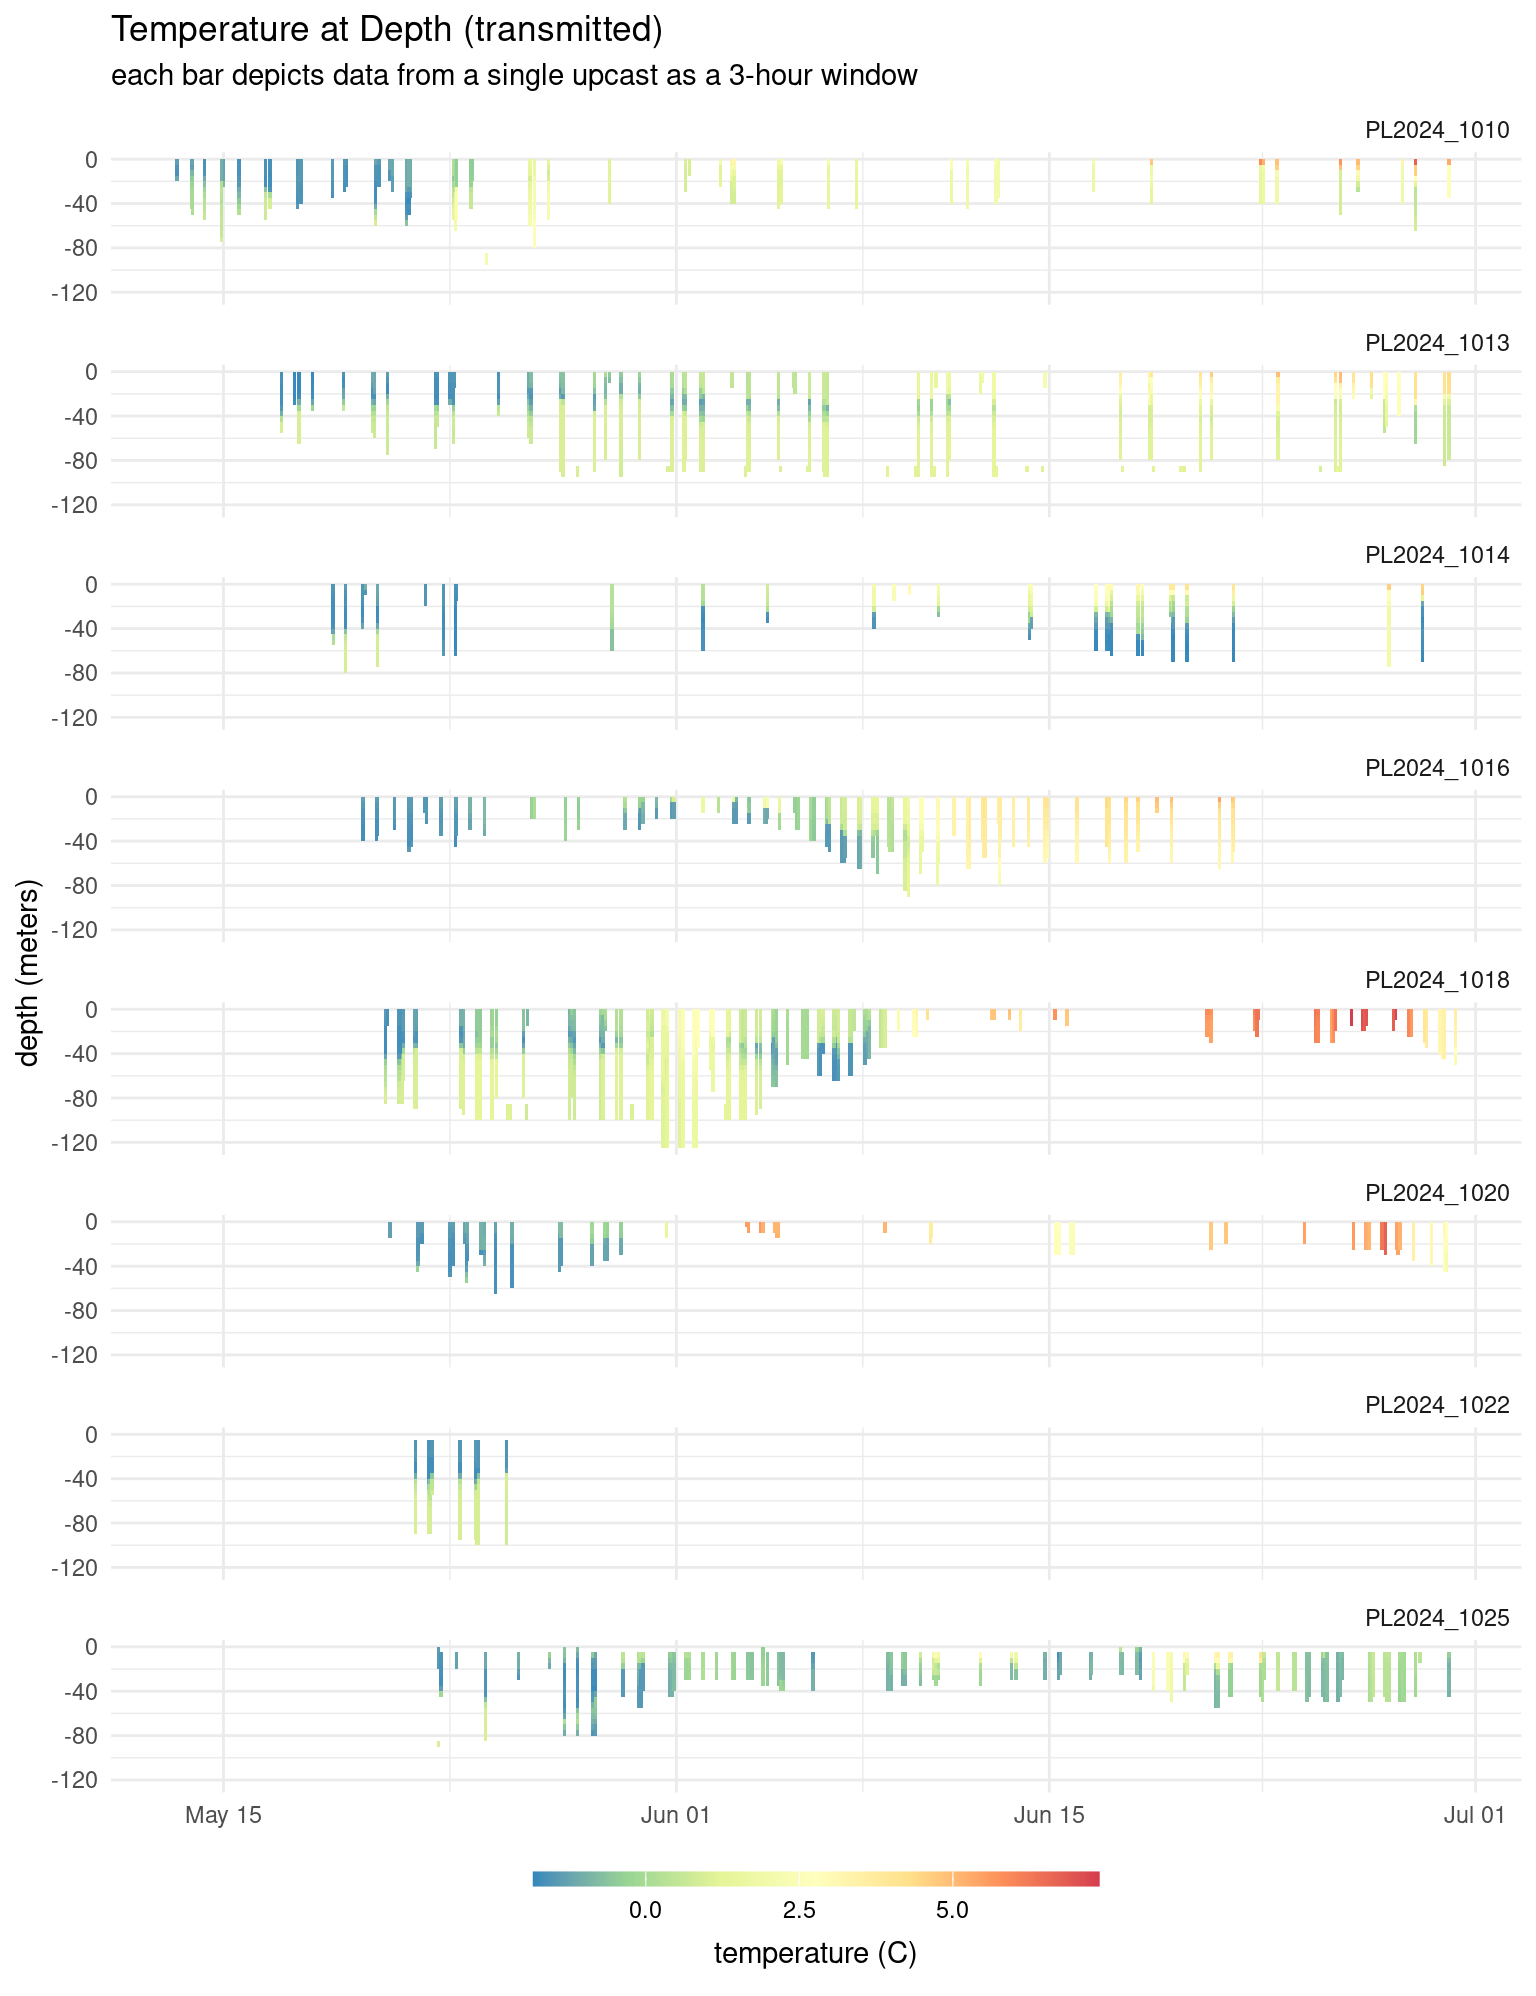 Temperature at Depth (transmitted)
each bar depicts data from a single upcast as a 3-hour window
PL2024_1010
0
-40
-80
-120
PL2024_1013
0
-40
-80
-120
PL2024_1014
0
-40
-80
-120
PL2024_1016
0
-40
-80
-120
depth (meters)
PL2024_1018
0
-40
-80
-120
PL2024_1020
0
-40
-80
-120
PL2024_1022
0
-40
-80
-120
PL2024_1025
0
-40
-80
-120
May 15 Jun 01 Jun 15 Jul 01
0.0 2.5 5.0
temperature (C)